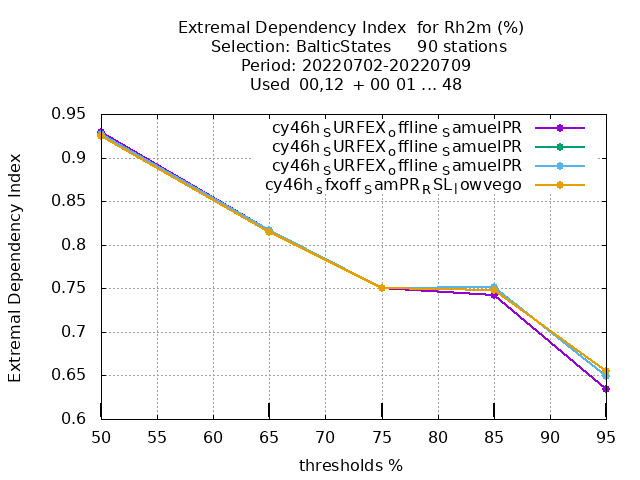 Extremal Dependency Index  for Rh2m (%)
Selection: BalticStates     90 stations
Period: 20220702-20220709
Used  00,12  + 00 01 ... 48
cy46h_SURFEX_offline_SamuelPR
cy46h_SURFEX_offline_SamuelPR
cy46h_SURFEX_offline_SamuelPR
cy46h_sfxoff_SamPR_RSL_lowvego
Extremal Dependency Index
0.95
0.9
0.85
0.8
0.75
0.7
0.65
0.6
50 55 60 65 70 75 80 85 90 95
thresholds %